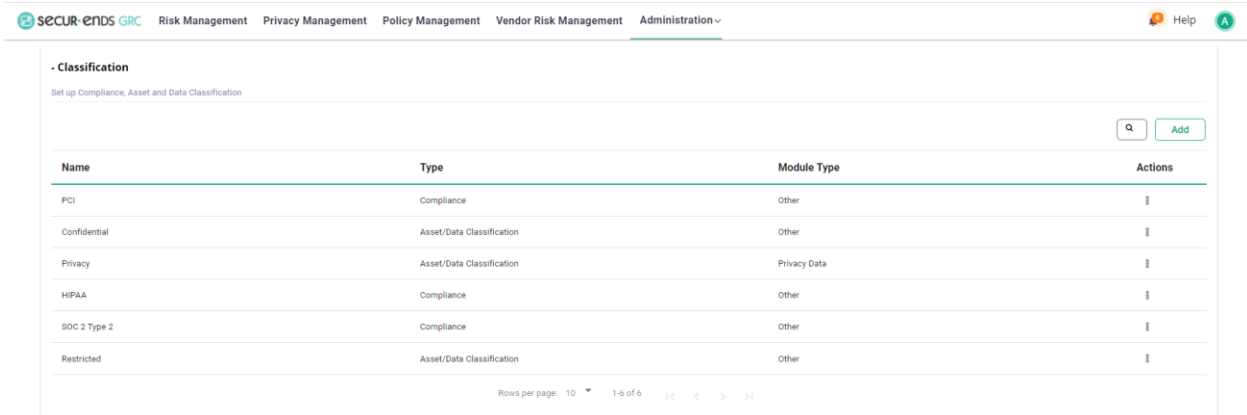 SECUR·ENDS GRC Risk Management Privacy Management Policy Management Vendor Risk Management Administration Help A
- Classification
Set up Compliance, Asset and Data Classification
Add
Name Type Module Type Actions
PCI Compliance Other
Confidential Asset/Data Classification Other
Privacy Asset/Data Classification Privacy Data
HIPAA Compliance Other
SOC 2 Type 2 Compliance Other
Restricted Asset/Data Classification Other
Rows per page: 10 1-6 of 6